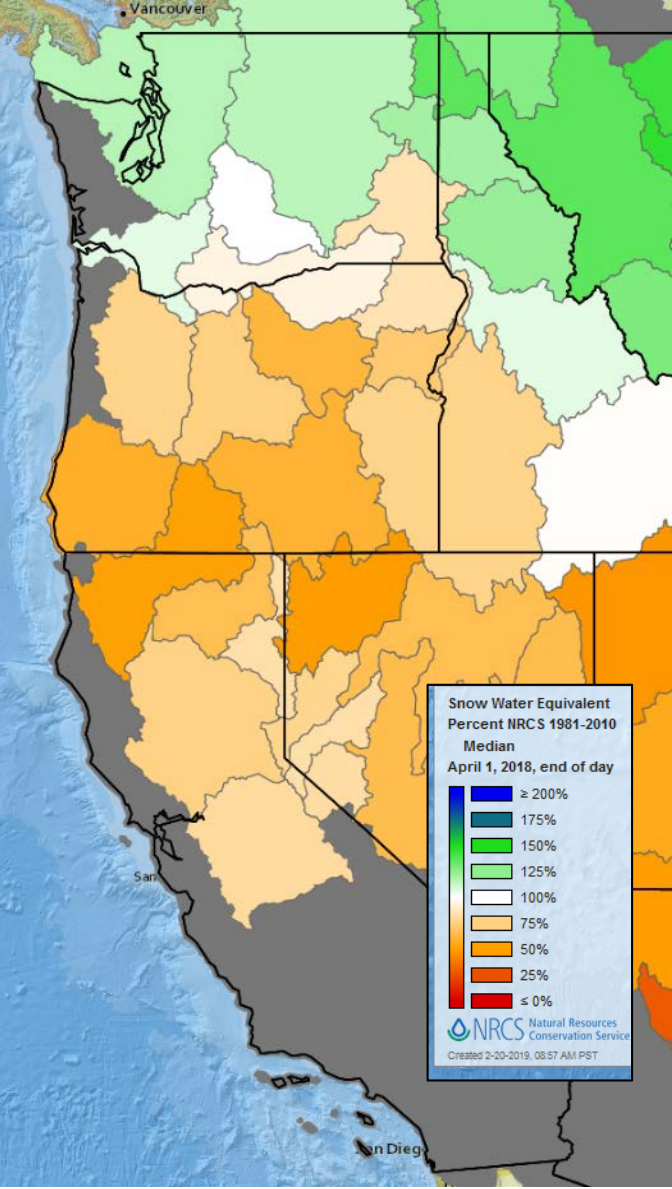 Vancouver
Snow Water Equivalent
Percent NRCS 1981-2010
Median
April 1, 2018, end of day
≥ 200%
175%
150%
125%
100%
75%
50%
25%
≤ 0%
NRCS Natural Resources
Conservation Service
Created 2-20-2019, 08:57 AM PST
San
San Dieg